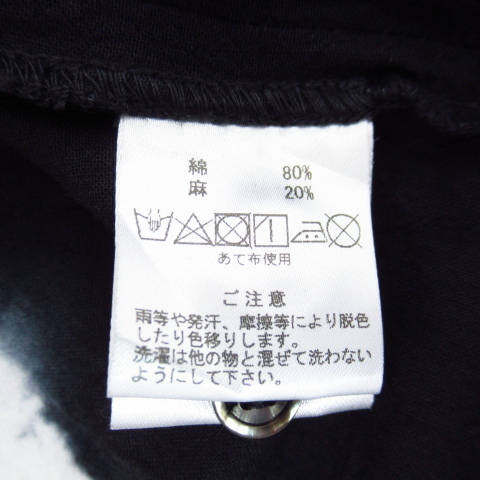 綿 80%
麻 20%
あて布使用
ご注意
雨等や発汗、摩擦等により脱色
したり色移りします。
洗濯は他の物と混ぜて洗わない
ようにして下さい。